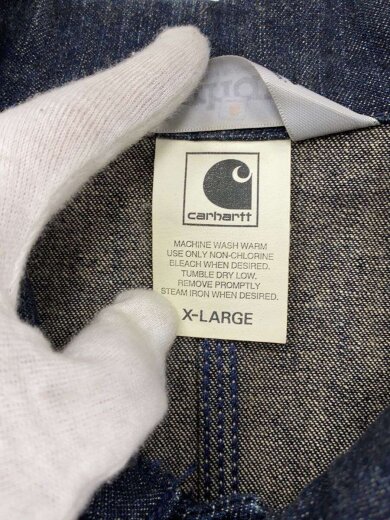 carhartt
MACHINE WASH WARM
USE ONLY NON-CHLORINE
BLEACH WHEN DESIRED.
TUMBLE DRY LOW.
REMOVE PROMPTLY
STEAM IRON WHEN DESIRED.
X-LARGE